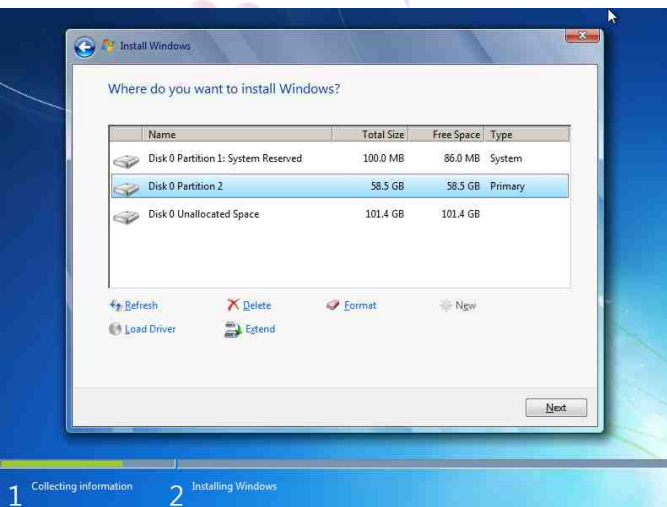 Install Windows
Where do you want to install Windows?
Name Total Size Free Space Type
Disk 0 Partition 1: System Reserved 100.0 MB 86.0 MB System
Disk 0 Partition 2 58.5 GB 58.5 GB Primary
Disk 0 Unallocated Space 101.4 GB 101.4 GB
Refresh Delete Format New
Load Driver Extend
Next
1 Collecting information 2 Installing Windows